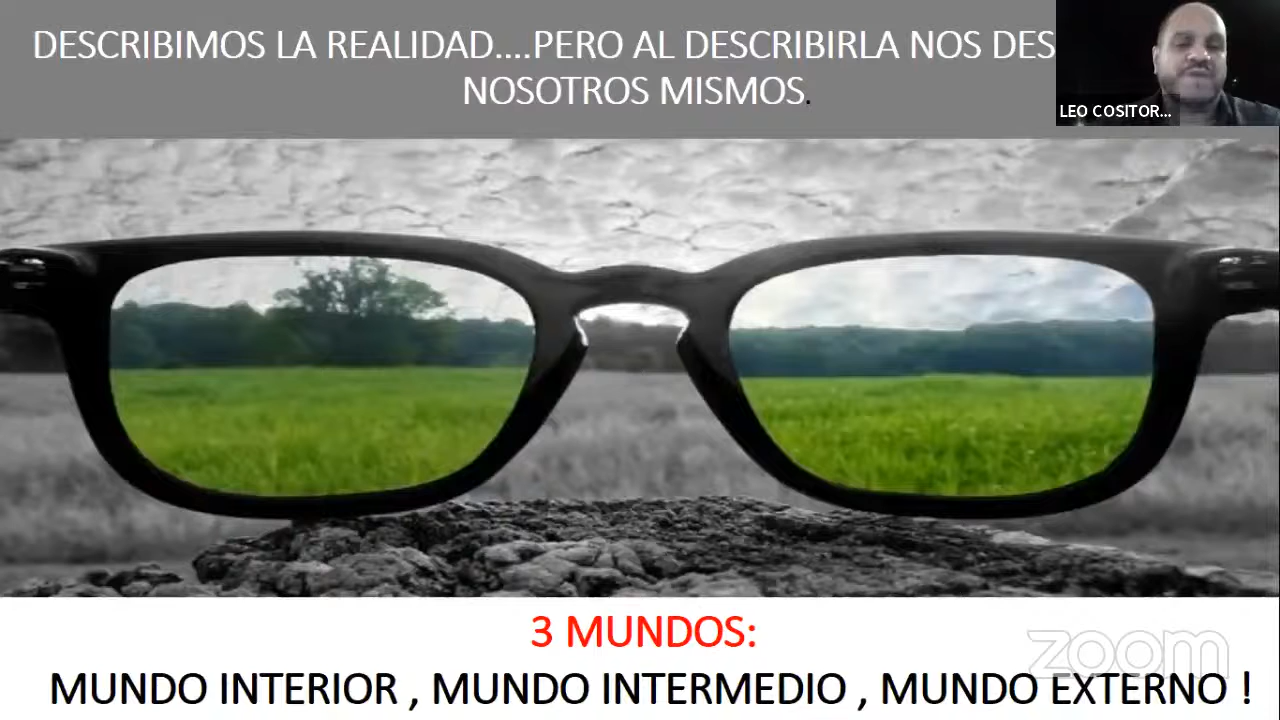 DESCRIBIMOS LA REALIDAD....PERO AL DESCRIBIRLA NOS DES
NOSOTROS MISMOS.
LEO COSITOR...
3 MUNDOS:
zoom
MUNDO INTERIOR , MUNDO INTERMEDIO , MUNDO EXTERNO !